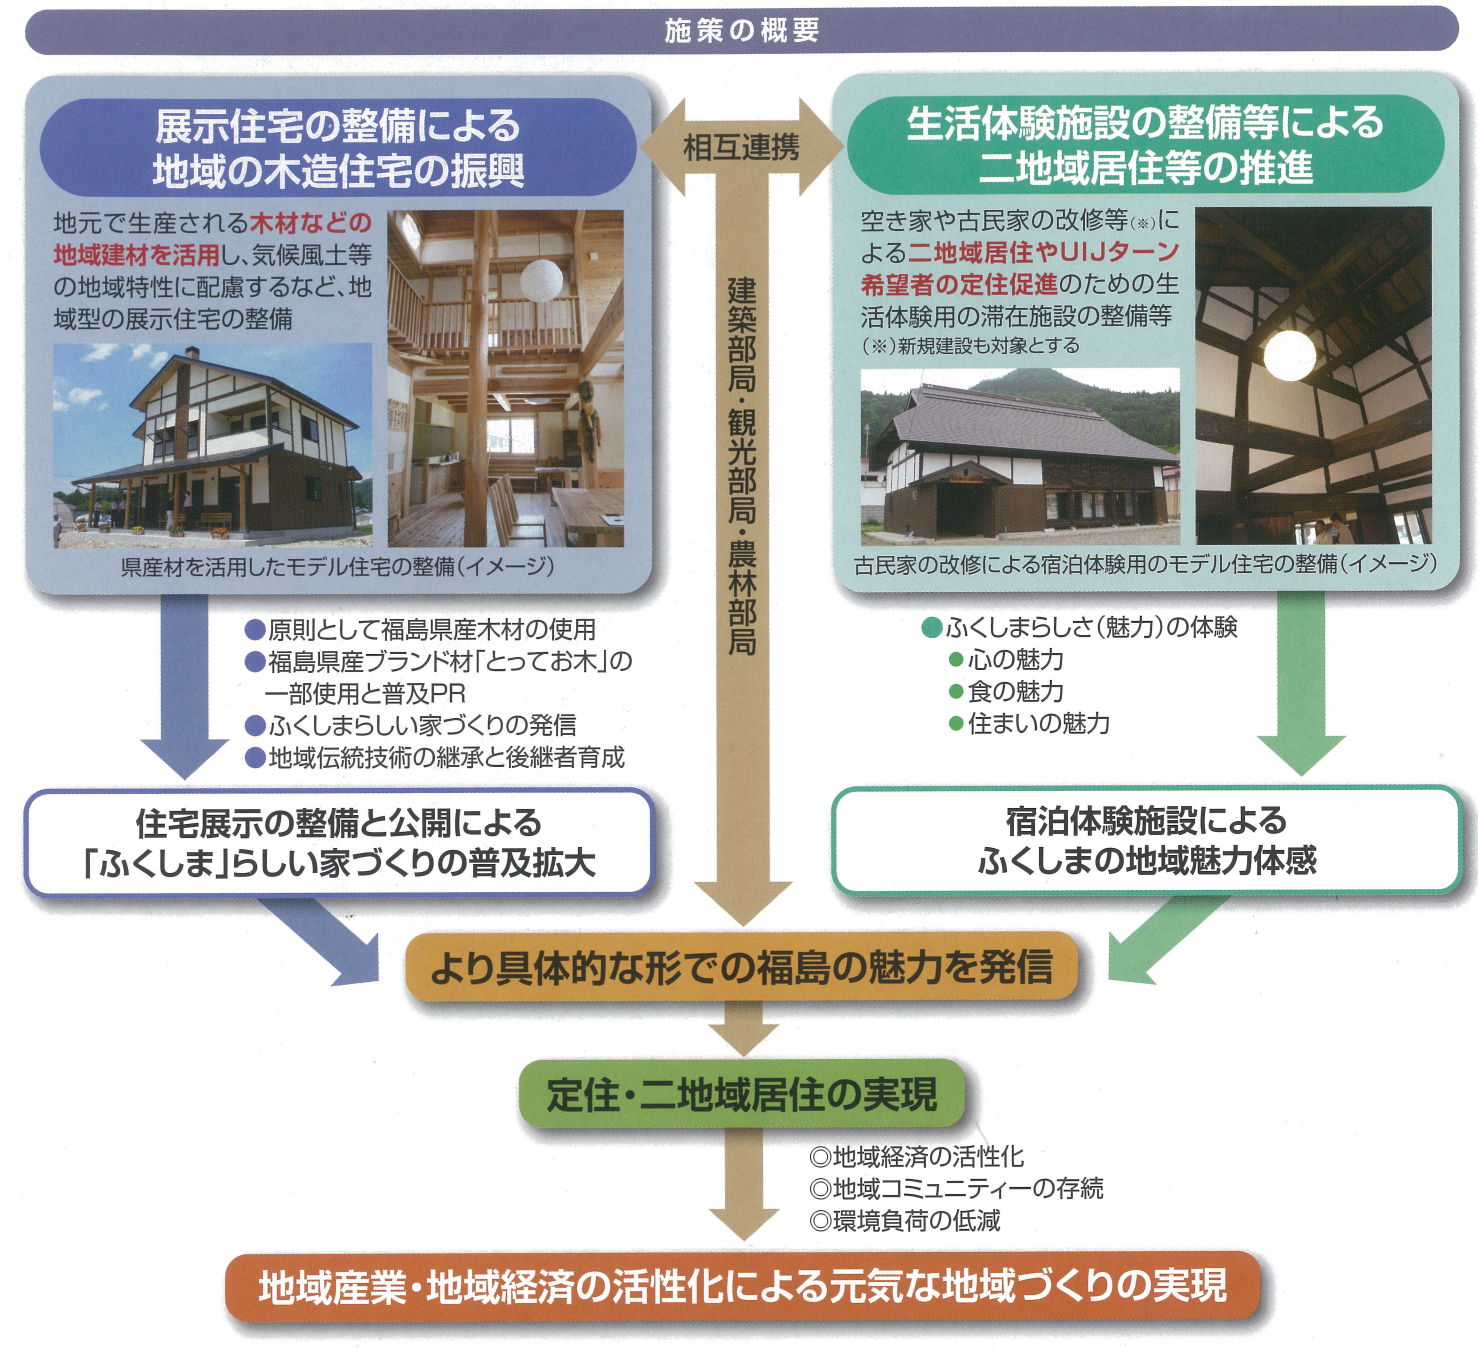 施策の概要
展示住宅の整備による
地域の木造住宅の振興
地元で生産される木材などの
地域建材を活用し、気候風土等
の地域特性に配慮するなど、地
域型の展示住宅の整備
県産材を活用したモデル住宅の整備(イメージ)
相互連携
建築部局・観光部局・農林部局
生活体験施設の整備等による
二地域居住等の推進
空き家や古民家の改修等(※)に
よる二地域居住やUIJターン
希望者の定住促進のための生
活体験用の滞在施設の整備等
(※)新規建設も対象とする
古民家の改修による宿泊体験用のモデル住宅の整備(イメージ)
●原則として福島県産木材の使用
●福島県産ブランド材「とってお木」の
一部使用と普及PR
●ふくしまらしい家づくりの発信
●地域伝統技術の継承と後継者育成
●ふくしまらしさ(魅力)の体験
●心の魅力
●食の魅力
●住まいの魅力
住宅展示の整備と公開による
「ふくしま」らしい家づくりの普及拡大
宿泊体験施設による
ふくしまの地域魅力体感
より具体的な形での福島の魅力を発信
定住・二地域居住の実現
◎地域経済の活性化
◎地域コミュニティーの存続
◎環境負荷の低減
地域産業・地域経済の活性化による元気な地域づくりの実現